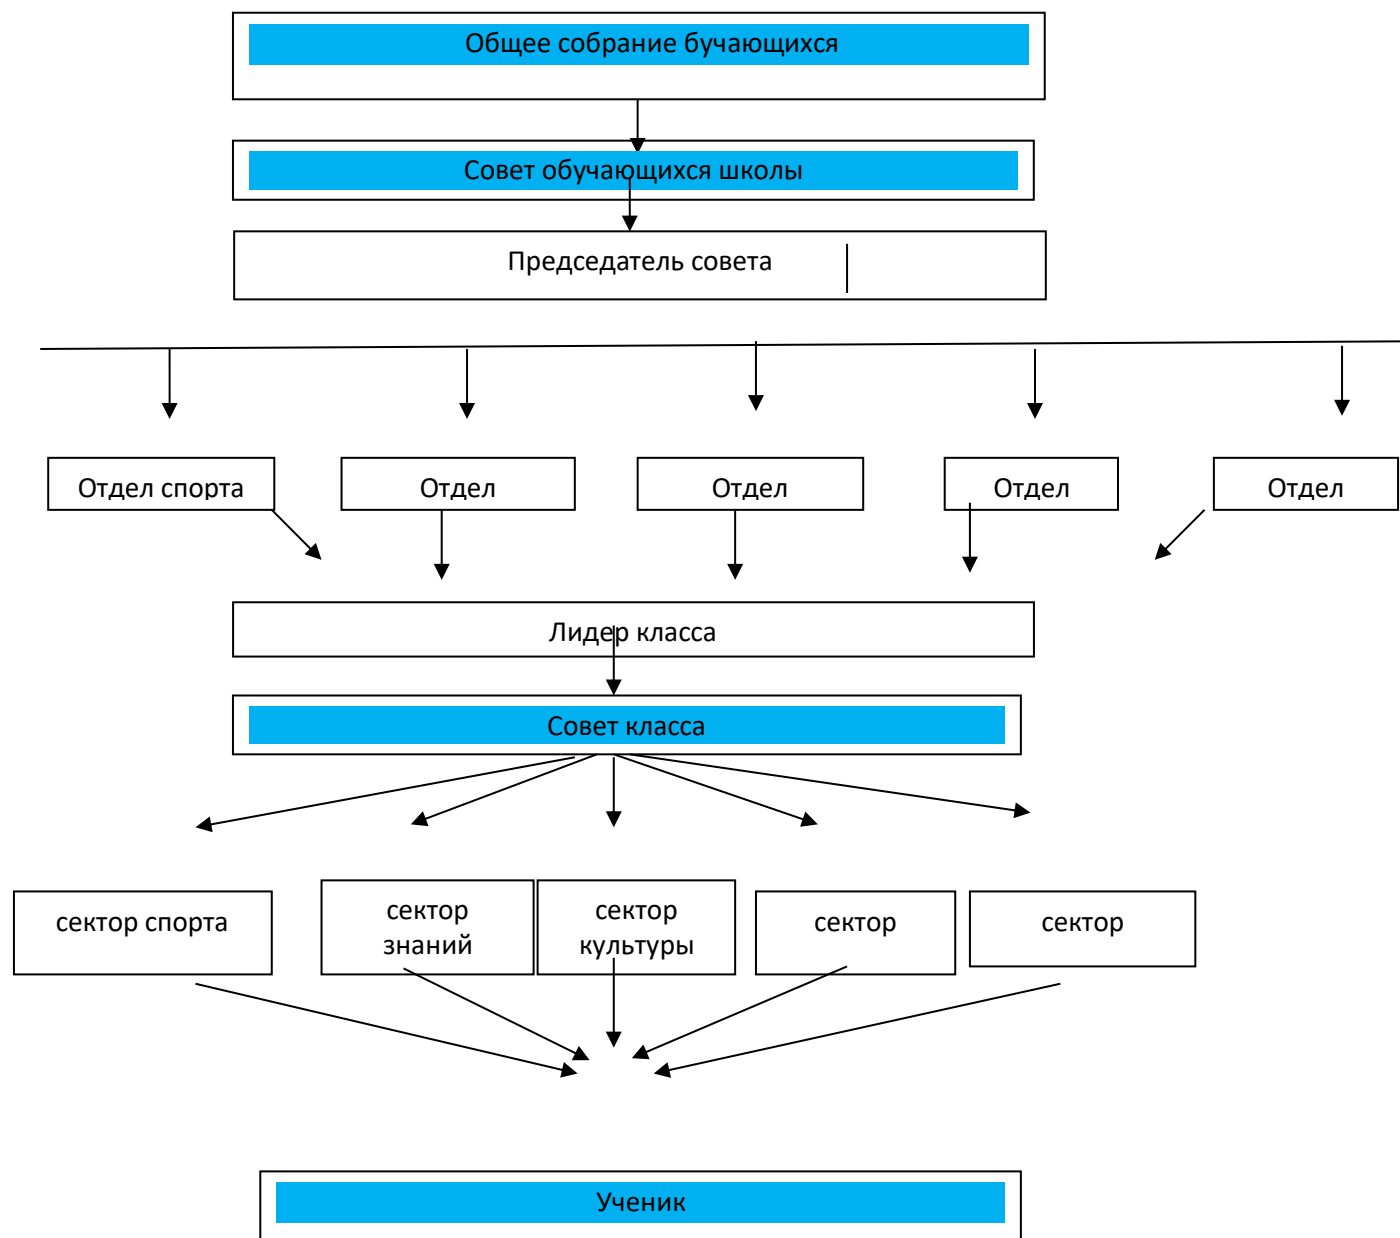 Общее собрание бучающихся
Совет обучающихся школы
Председатель совета
Отдел спорта
Отдел
Отдел
Отдел
Отдел
Лидер класса
Совет класса
сектор спорта
сектор
знаний
сектор
культуры
сектор
сектор
Ученик